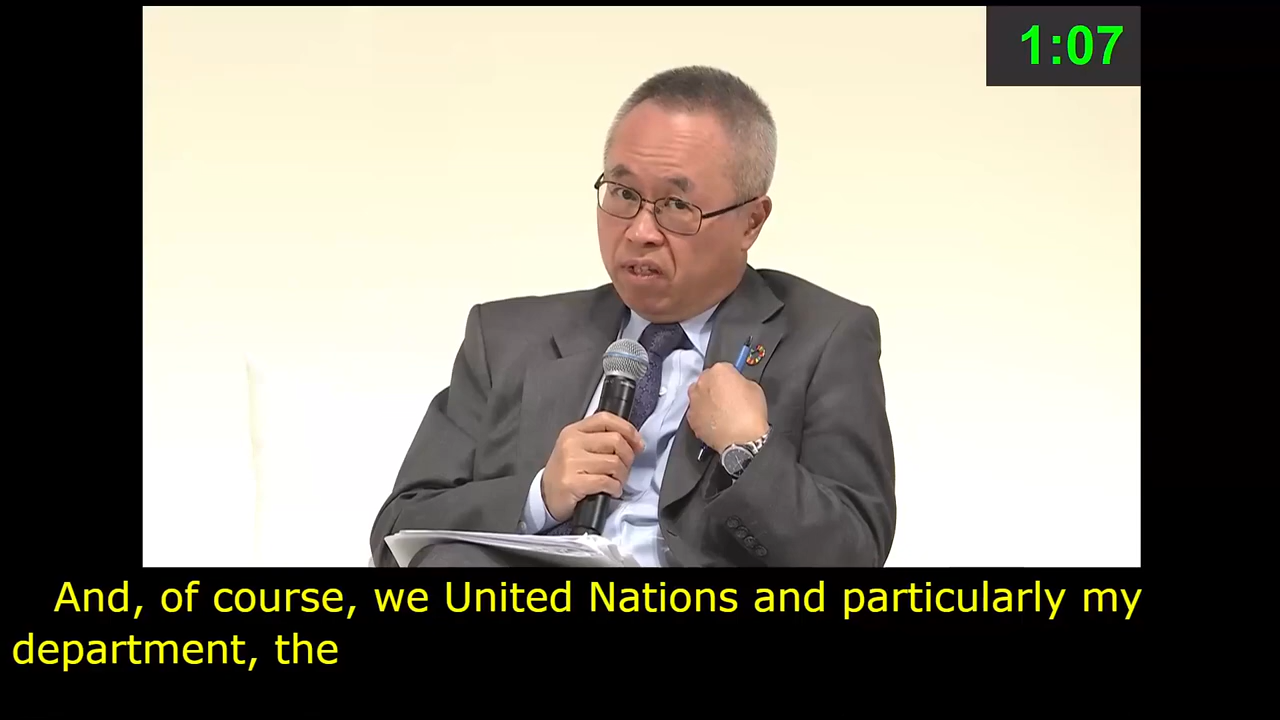 1:07
And, of course, we United Nations and particularly my
department, the